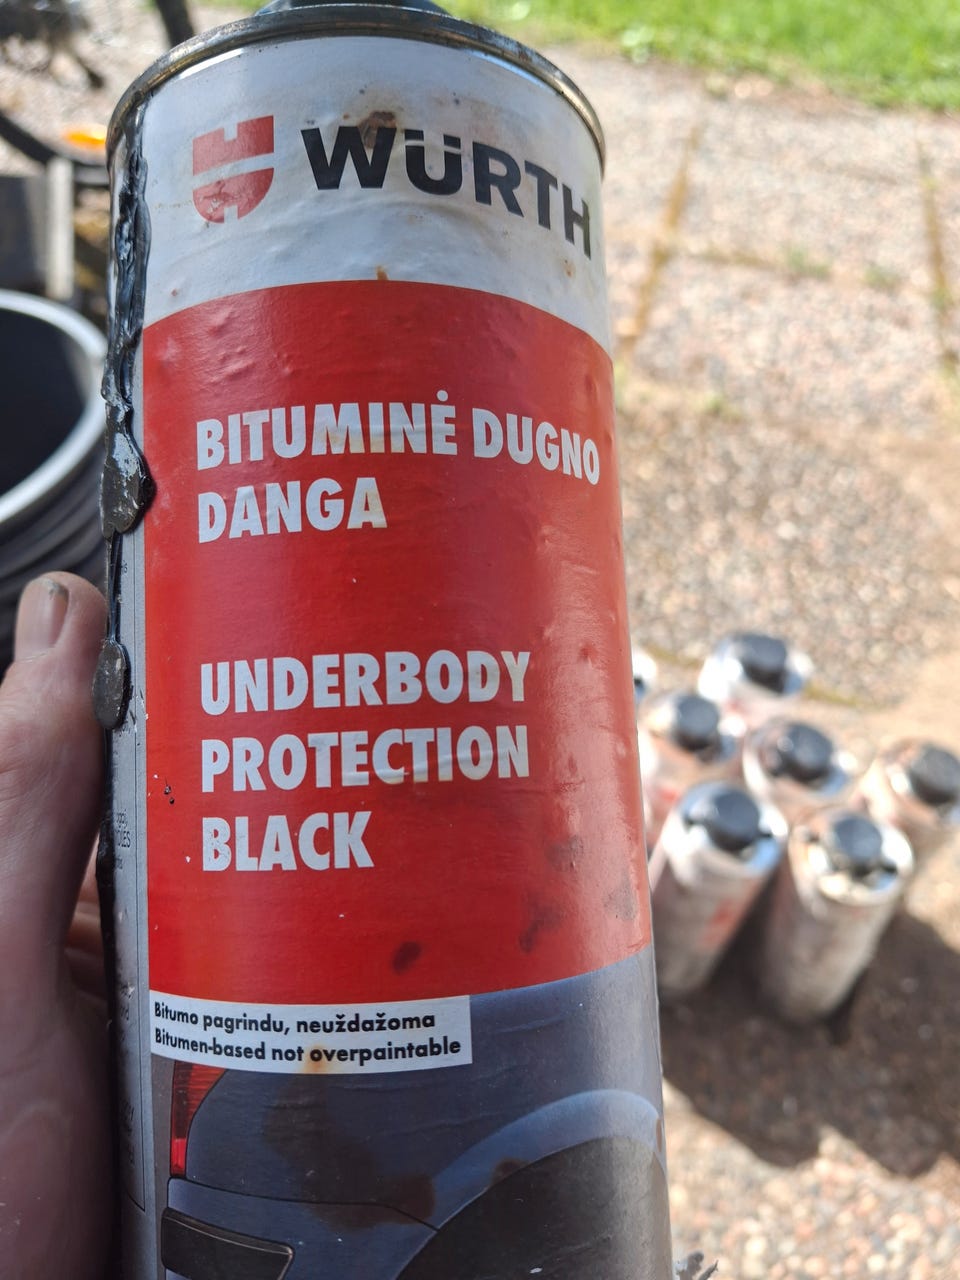 WÜRTH
BITUMINĖ DUGNO
DANGA
UNDERBODY
PROTECTION
BLACK
Bitumo pagrindu, neuždažoma
Bitumen-based not overpaintable